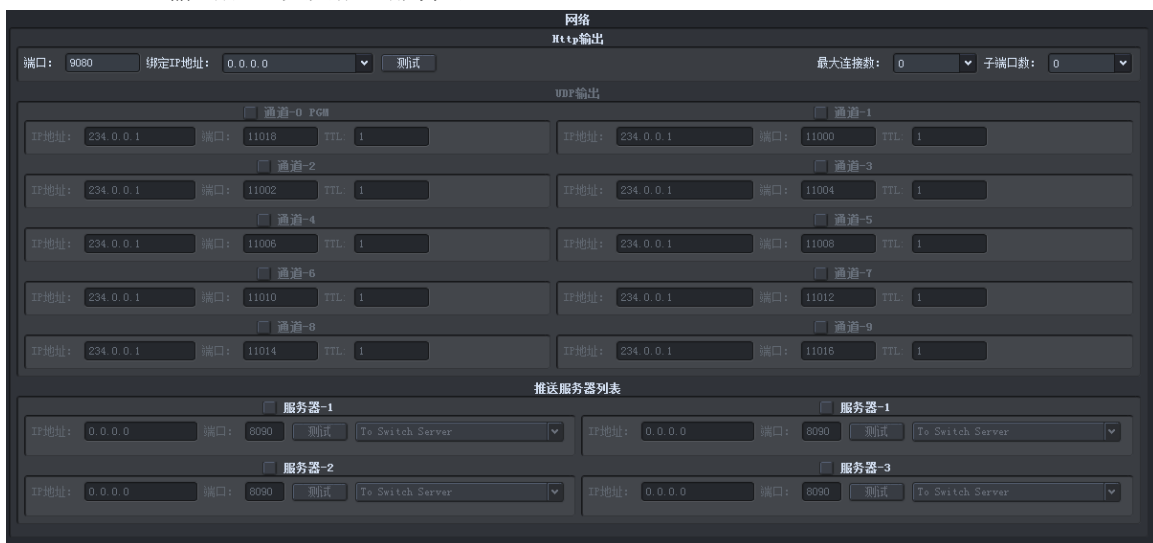 网络
Http输出
端口： 9080 绑定IP地址： 0.0.0.0 测试 最大连接数： 0 子端口数： 0
UDP输出
通道-0 PGM 通道-1
IP地址： 234.0.0.1 端口： 11018 TTL: 1 IP地址： 234.0.0.1 端口： 11000 TTL: 1
通道-2 通道-3
IP地址： 234.0.0.1 端口： 11002 TTL: 1 IP地址： 234.0.0.1 端口： 11004 TTL: 1
通道-4 通道-5
IP地址： 234.0.0.1 端口： 11006 TTL: 1 IP地址： 234.0.0.1 端口： 11008 TTL: 1
通道-6 通道-7
IP地址： 234.0.0.1 端口： 11010 TTL: 1 IP地址： 234.0.0.1 端口： 11012 TTL: 1
通道-8 通道-9
IP地址： 234.0.0.1 端口： 11014 TTL: 1 IP地址： 234.0.0.1 端口： 11016 TTL: 1
推送服务器列表
服务器-1 服务器-1
IP地址： 0.0.0.0 端口： 8090 测试 To Switch Server IP地址： 0.0.0.0 端口： 8090 测试 To Switch Server
服务器-2 服务器-3
IP地址： 0.0.0.0 端口： 8090 测试 To Switch Server IP地址： 0.0.0.0 端口： 8090 测试 To Switch Server